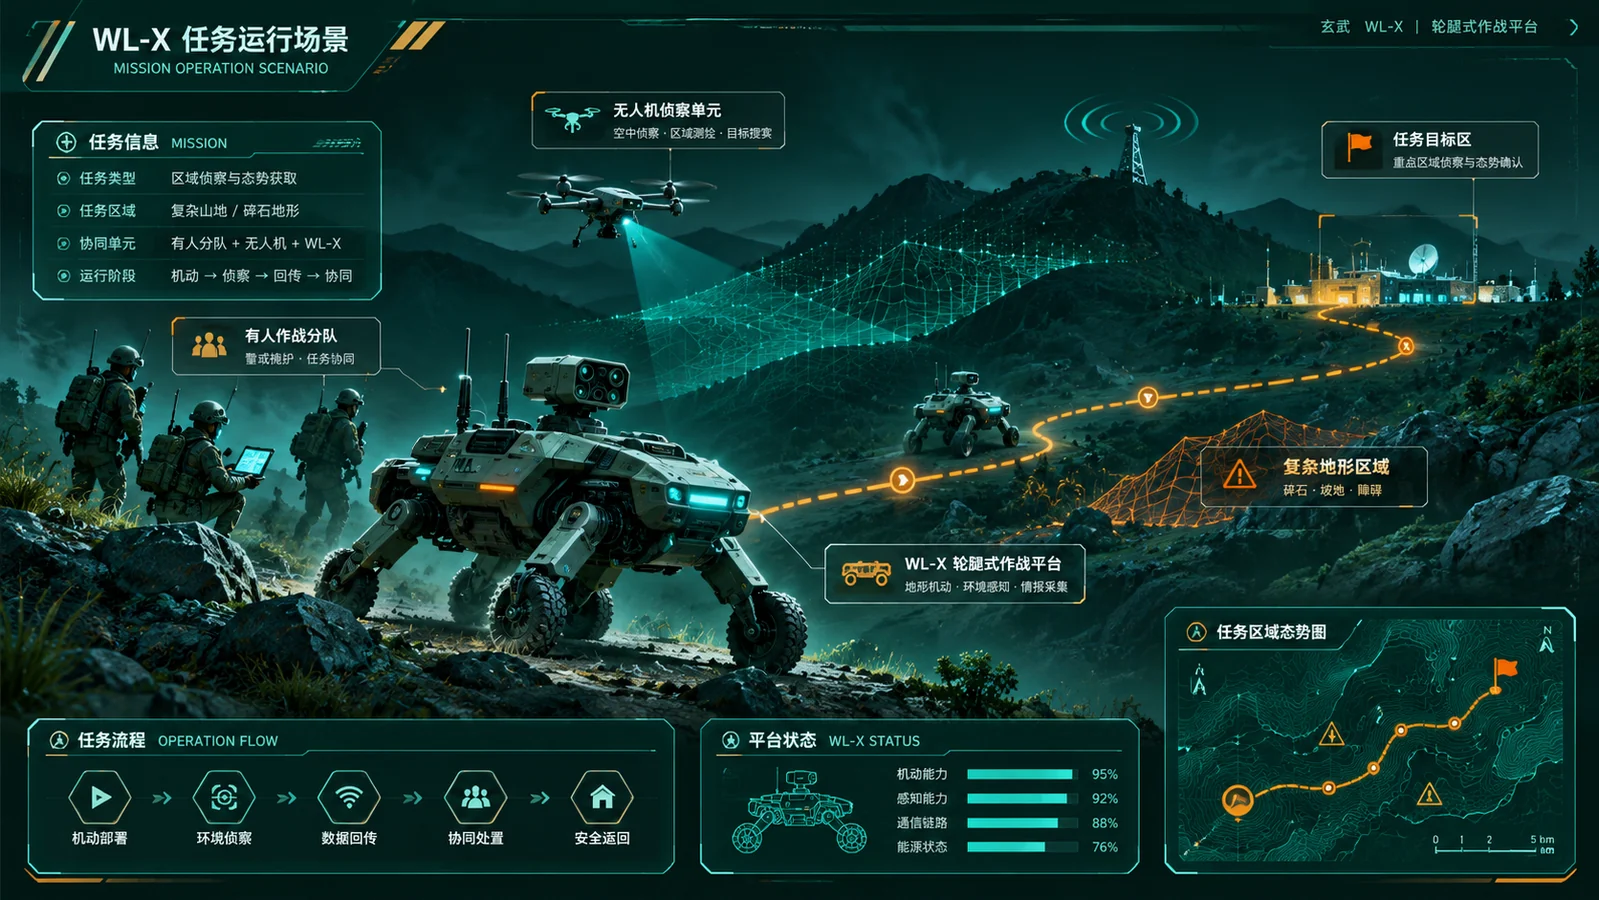 WL-X 任务运行场景
MISSION OPERATION SCENARIO
玄武 WL-X | 轮腿式作战平台
任务信息 MISSION
任务类型 区域侦察与态势获取
任务区域 复杂山地 / 碎石地形
协同单元 有人分队 + 无人机 + WL-X
运行阶段 机动 → 侦察 → 回传 → 协同
无人机侦察单元
空中侦察 · 区域测绘 · 目标搜
任务目标区
重点区域侦察与态势确认
有人作战分队
任务协同
复杂地形区域
碎石 · 坡地 · 障碍
WL-X 轮腿式作战平台
地形机动 · 环境感知 · 情报采集
任务区域态势图
N
0 1 2 5
任务流程 OPERATION FLOW
机动部署
环境侦察
数据回传
协同处置
安全返回
平台状态 WL-X STATUS
机动能力 95%
感知能力 92%
通信链路 88%
能源状态 76%